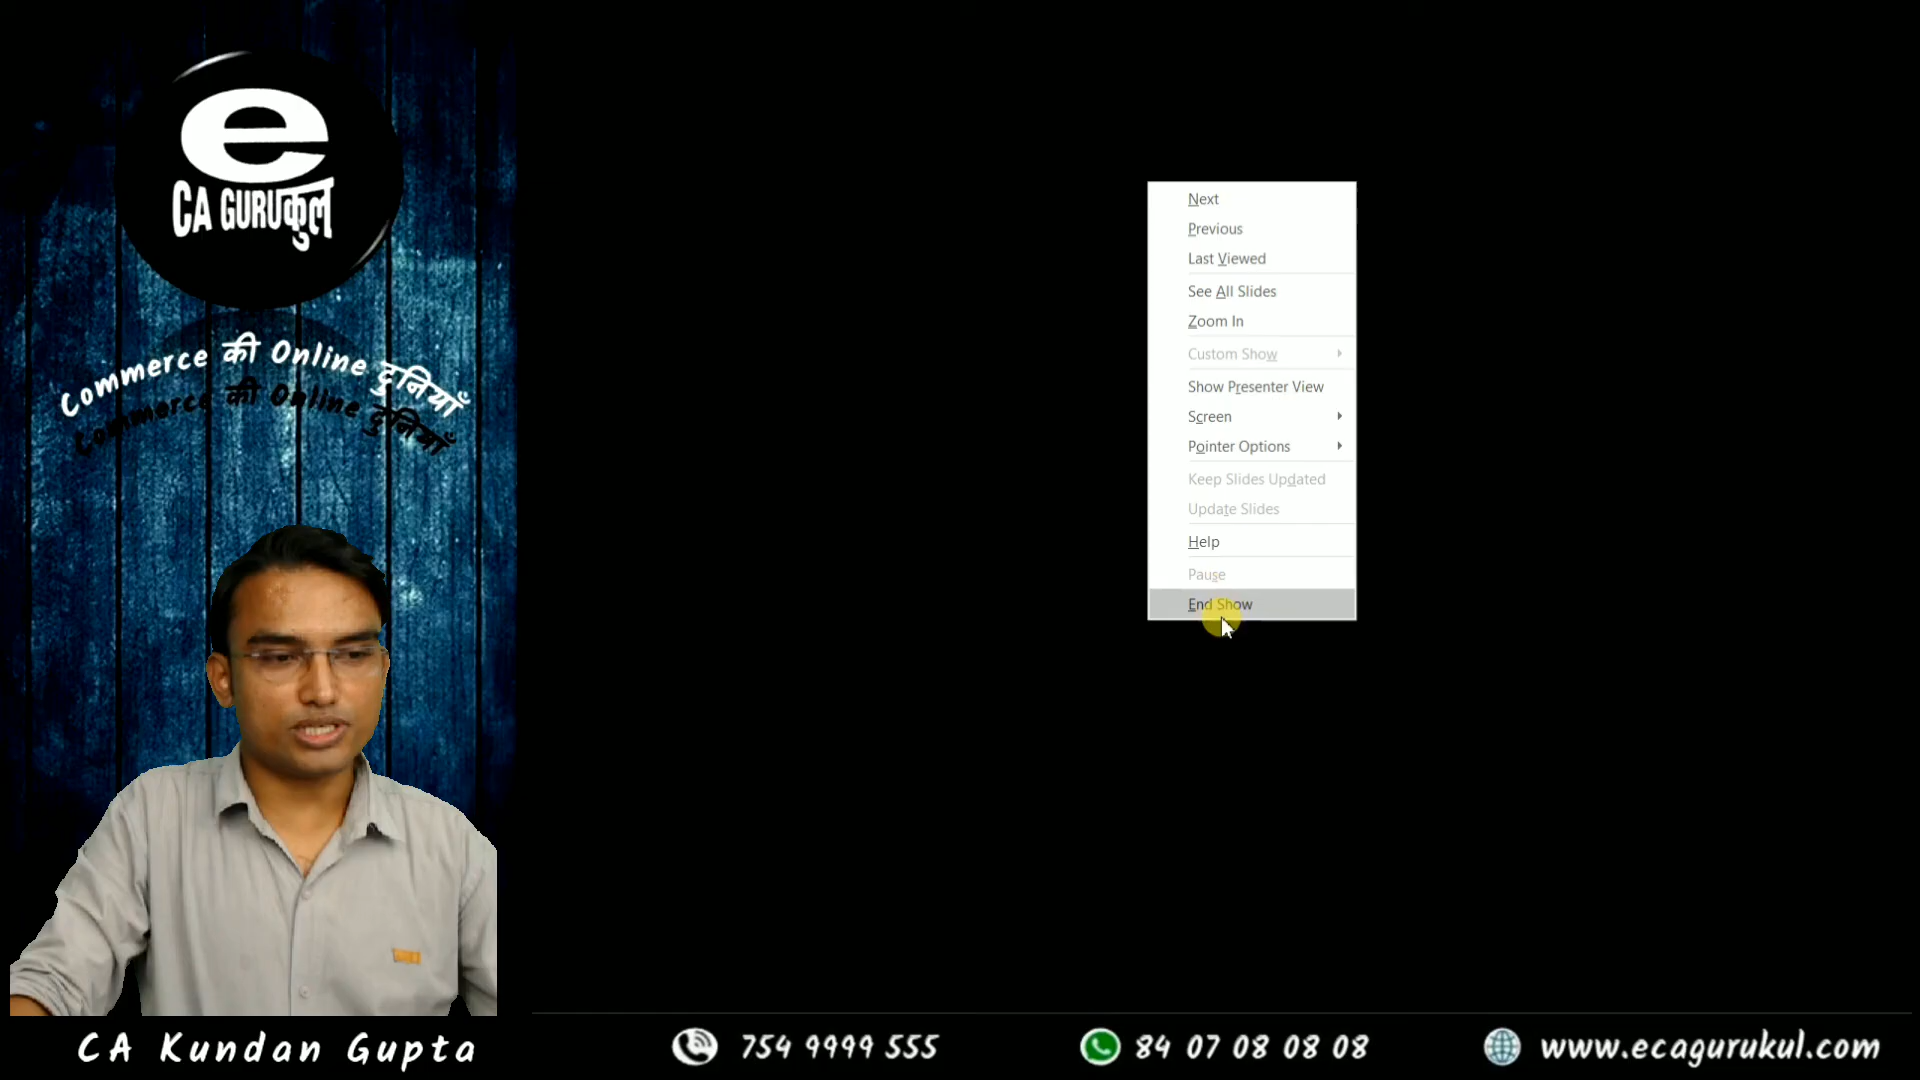 e
CA GURUकुल
Commerce की Online दुनियाँ
Commerce की Online दुनियाँ
Next
Previous
Last Viewed
See All Slides
Zoom In
Custom Show
Show Presenter View
Screen
Pointer Options
Keep Slides Updated
Update Slides
Help
Pause
End Show
CA Kundan Gupta
754 9999 555
84 07 08 08 08
www.ecagurukul.com